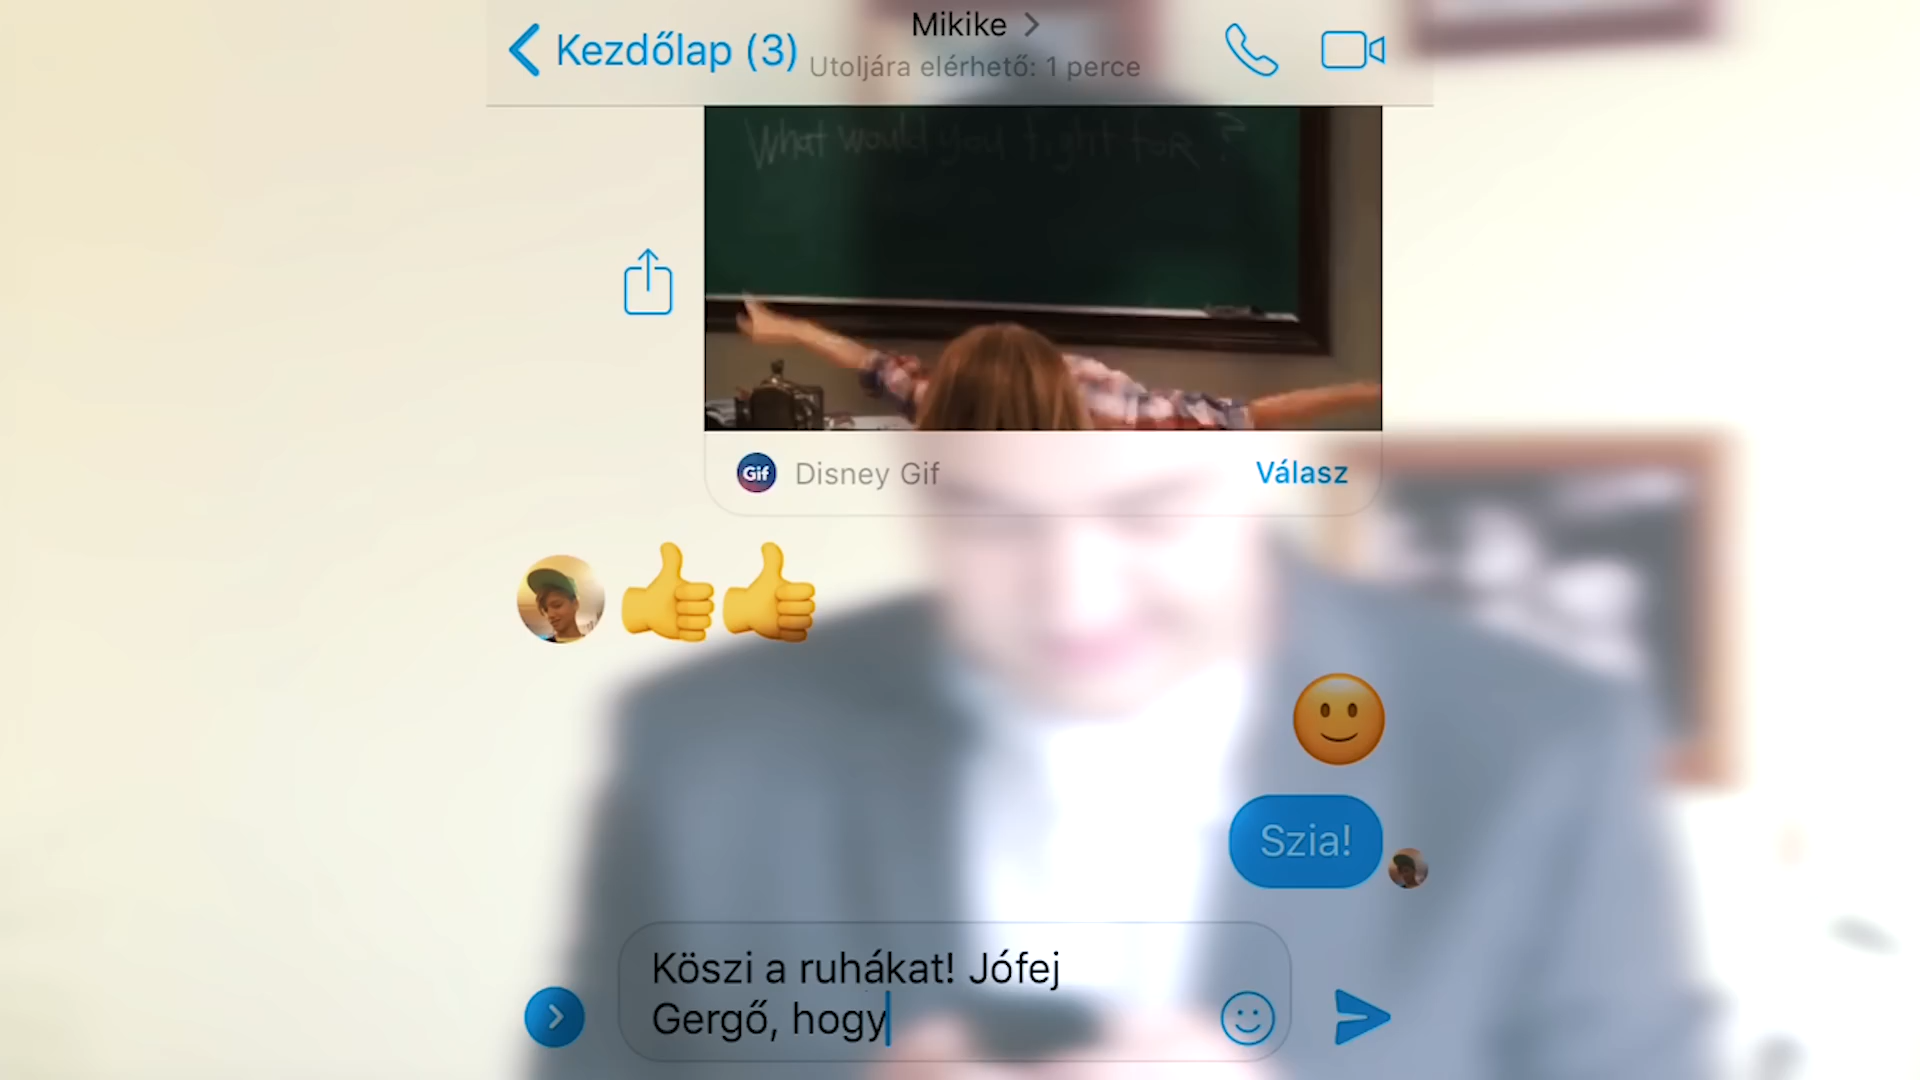 Kezdőlap (3)
Mikike
Utoljára elérhető: 1 perce
What would you fight for?
Gif
Disney Gif
Válasz
Szia!
Köszi a ruhákat! Jófej
Gergő, hogy